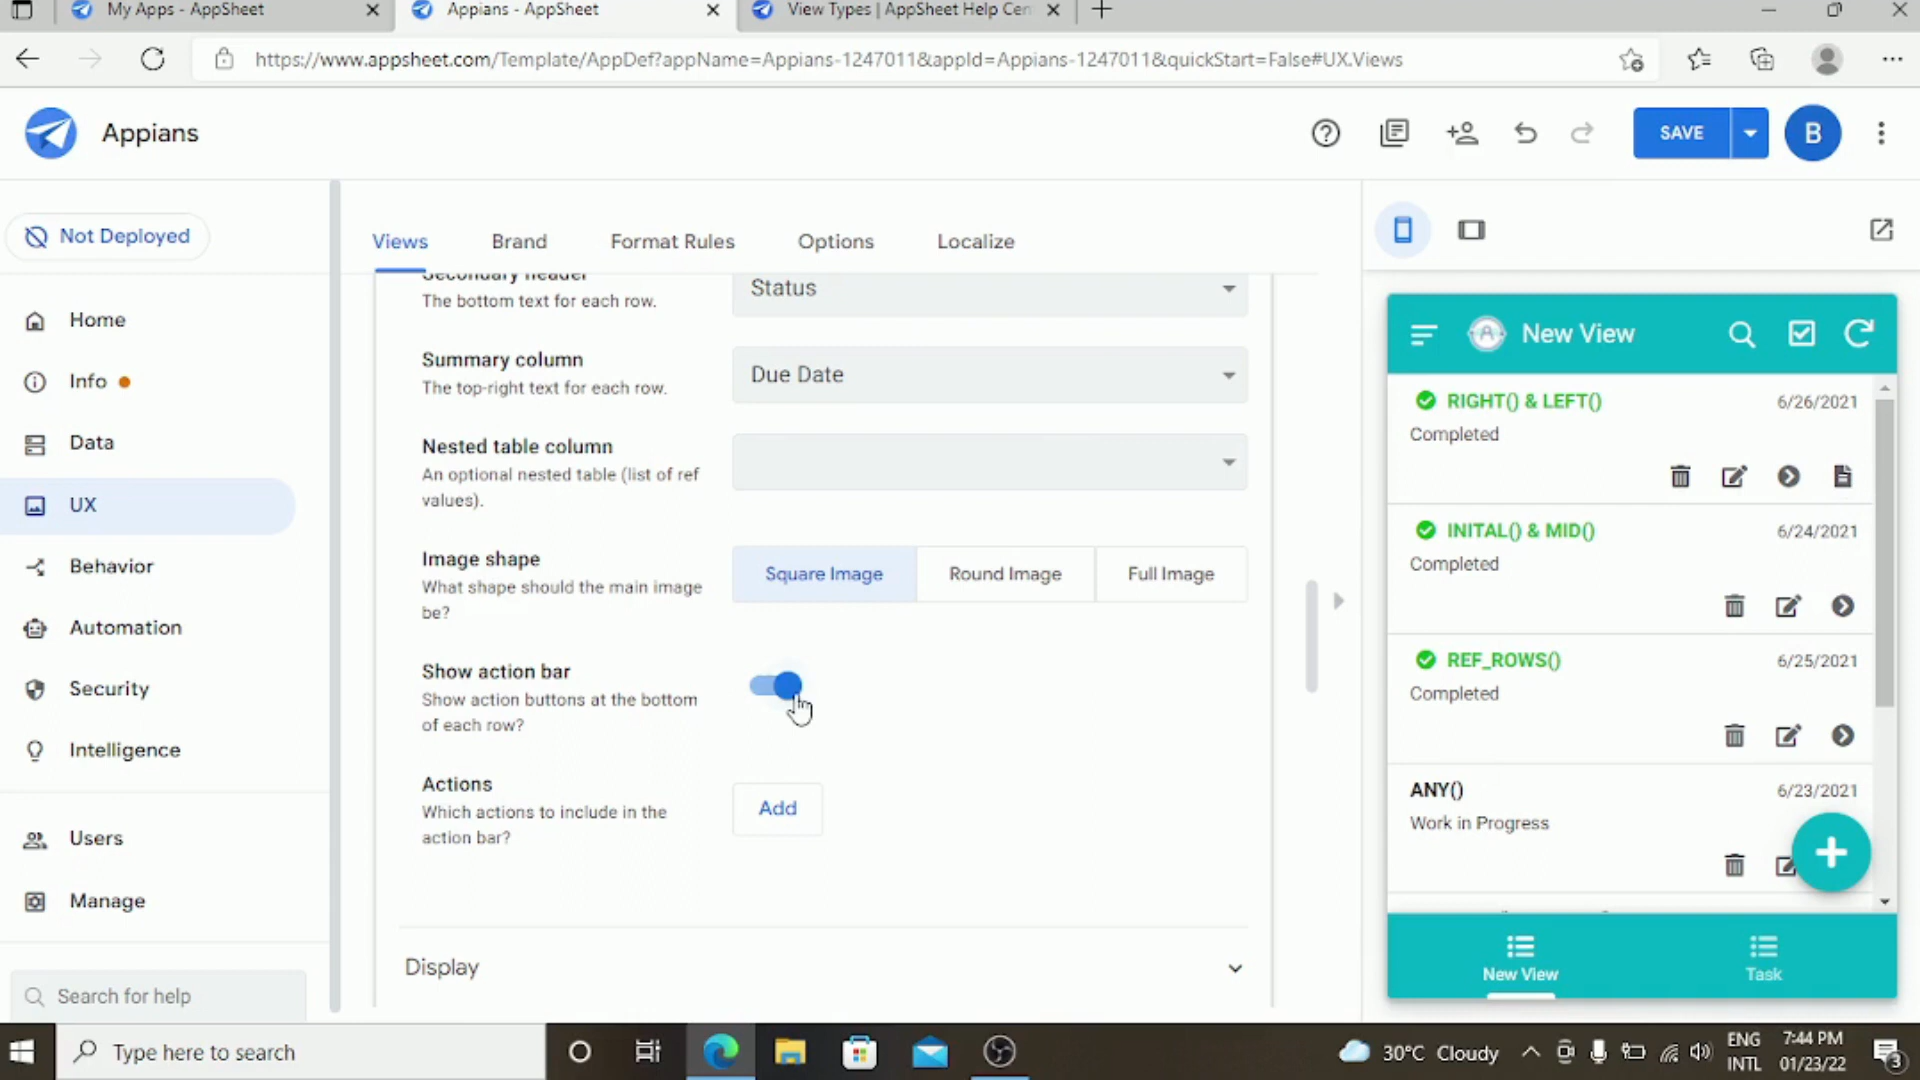 My Apps - AppSheet
Appians - AppSheet
View Types | AppSheet Help Cen
https://www.appsheet.com/Template/AppDef?appName=Appians-1247011&appId=Appians-1247011&quickStart=False#UX.Views
Appians
SAVE
B
Not Deployed
Home
Info
Data
UX
Behavior
Automation
Security
Intelligence
Users
Manage
Search for help
Views
Brand
Format Rules
Options
Localize
Secondary header
The bottom text for each row.
Status
Summary column
The top-right text for each row.
Due Date
Nested table column
An optional nested table (list of ref
values).
Image shape
What shape should the main image
be?
Square Image
Round Image
Full Image
Show action bar
Show action buttons at the bottom
of each row?
Actions
Which actions to include in the
action bar?
Add
Display
New View
RIGHT() & LEFT()
6/26/2021
Completed
INITAL() & MID()
6/24/2021
Completed
REF_ROWS()
6/25/2021
Completed
ANY()
6/23/2021
Work in Progress
New View
Task
Type here to search
30°C Cloudy
ENG
INTL
7:44 PM
01/23/22
3